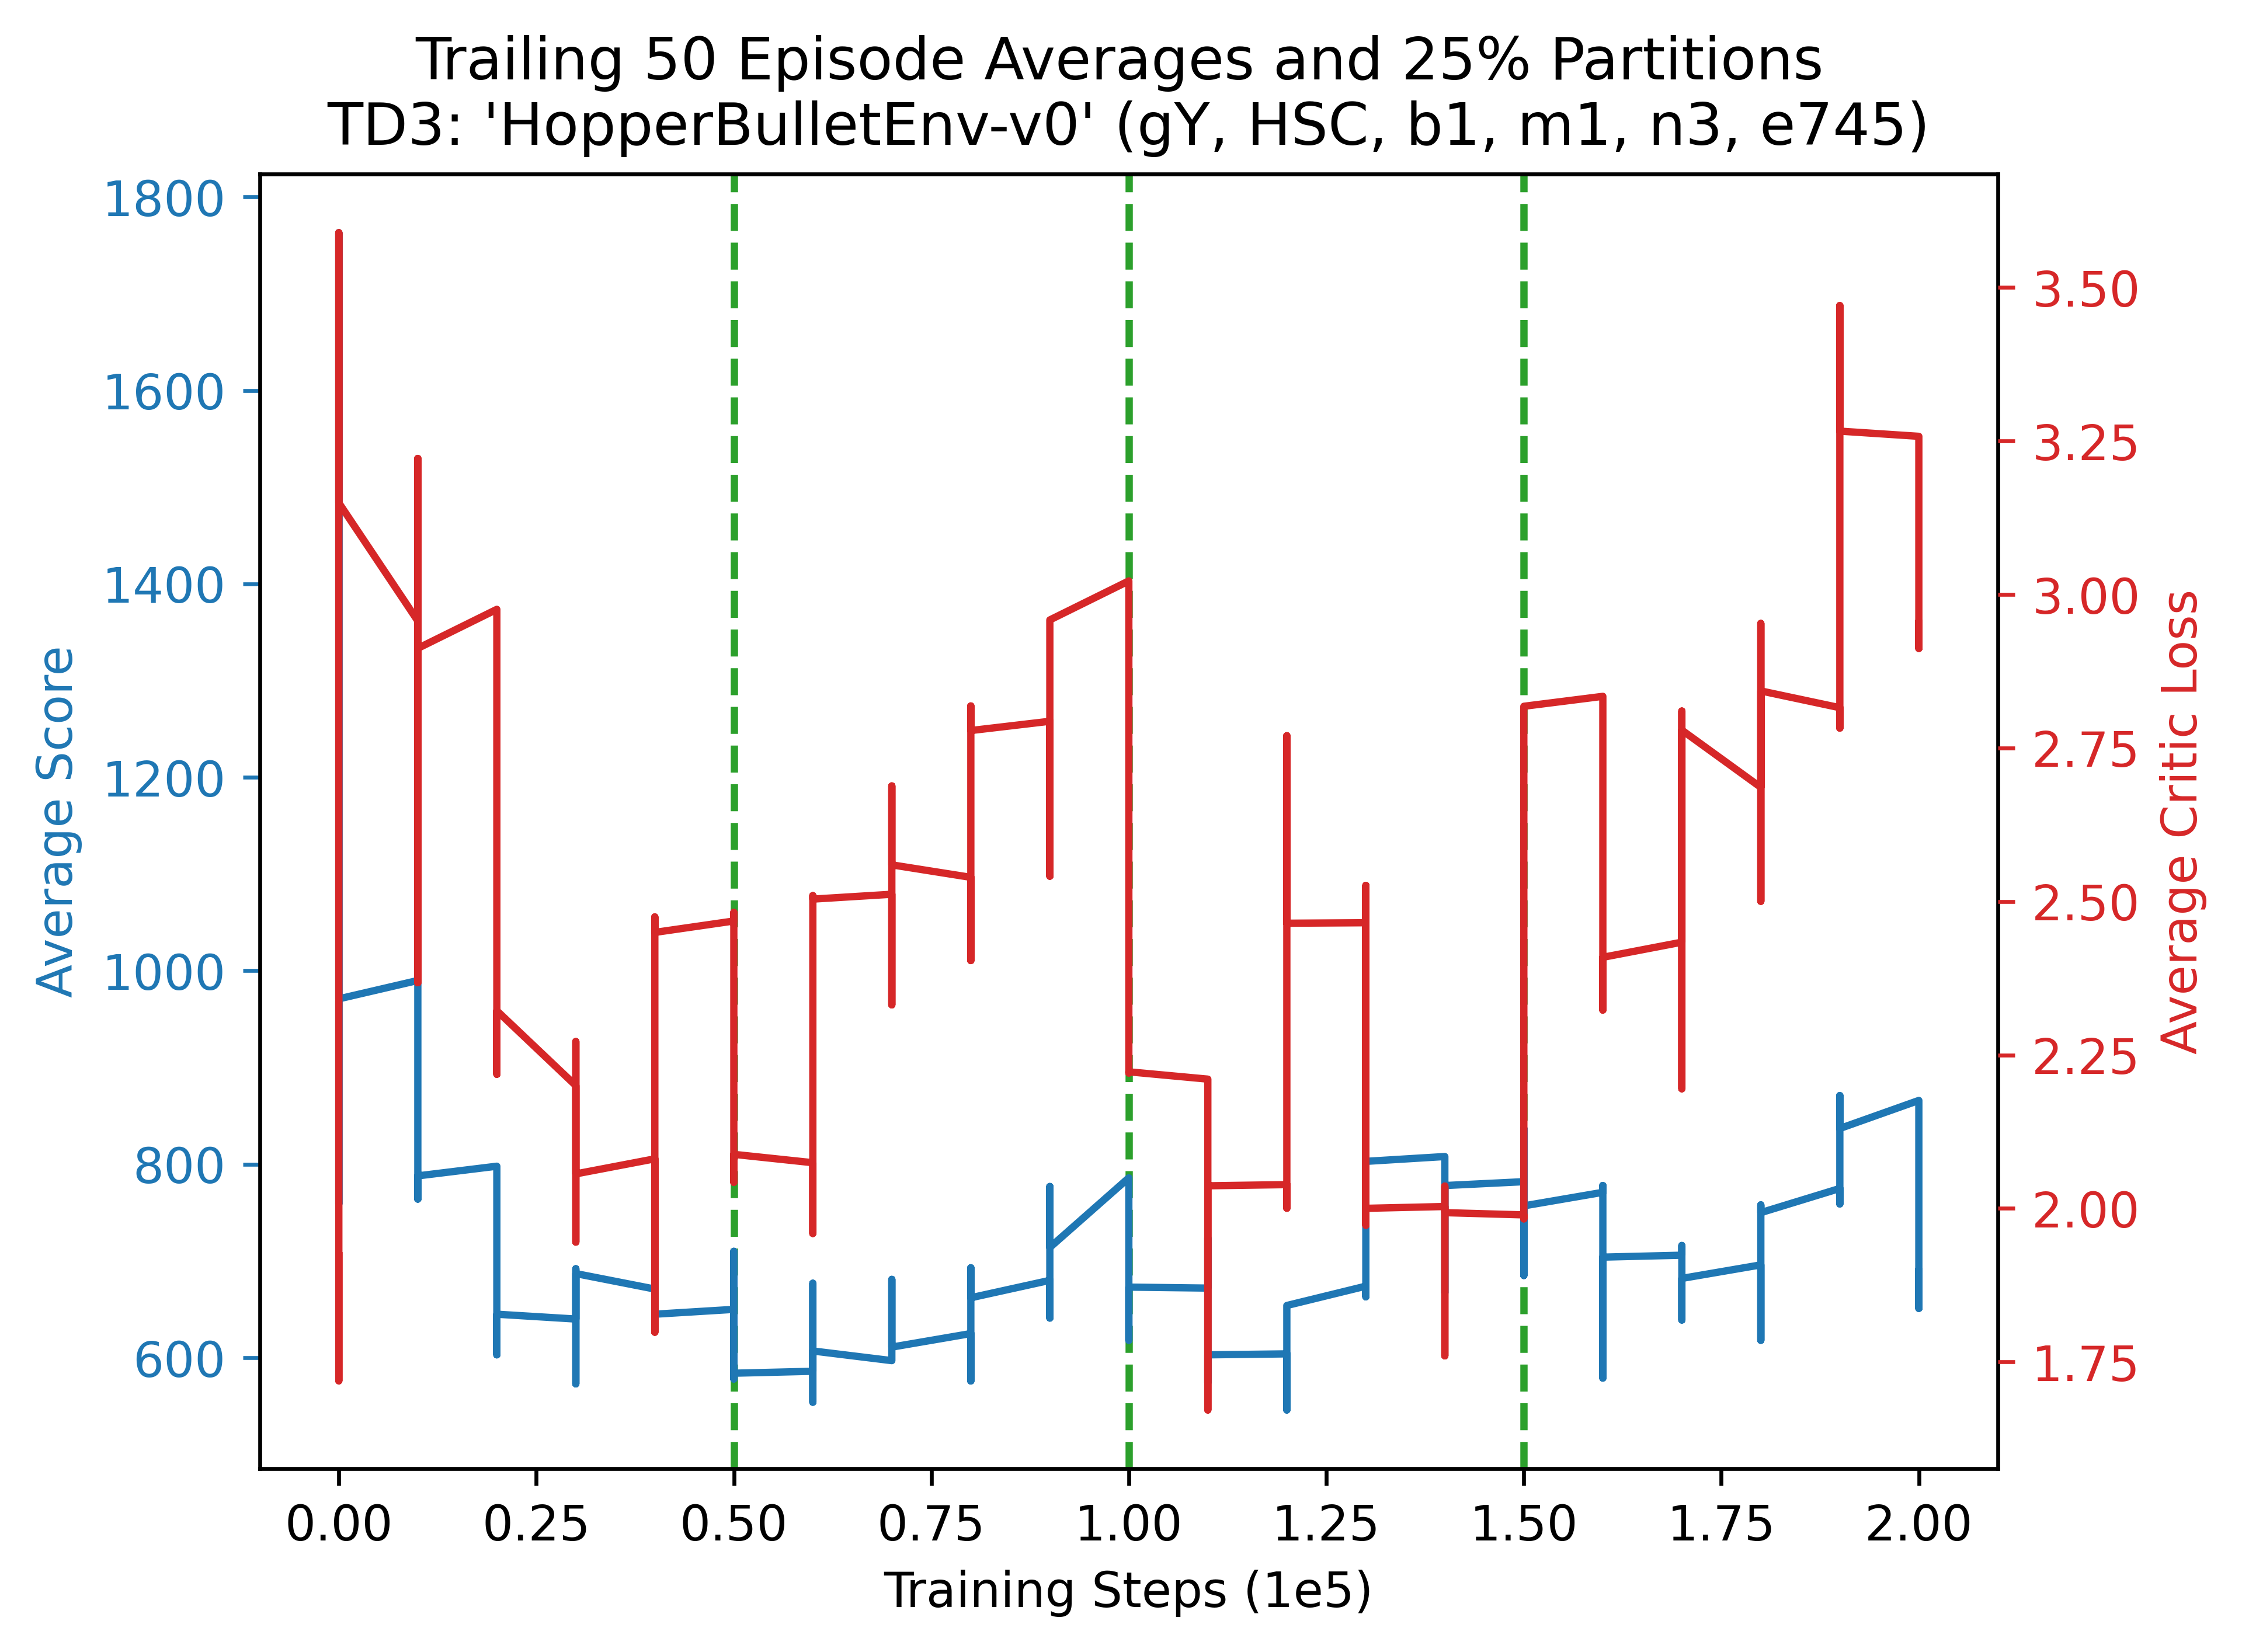 Trailing 50 Episode Averages and 25% Partitions
TD3: 'HopperBulletEnv-v0' (gY, HSC, b1, m1, n3, e745)
Average Score
1800
1600
1400
1200
1000
800
600
3.50
3.25
3.00
2.75
2.50
2.25
2.00
1.75
Average Critic Loss
0.00 0.25 0.50 0.75 1.00 1.25 1.50 1.75 2.00
Training Steps (1e5)